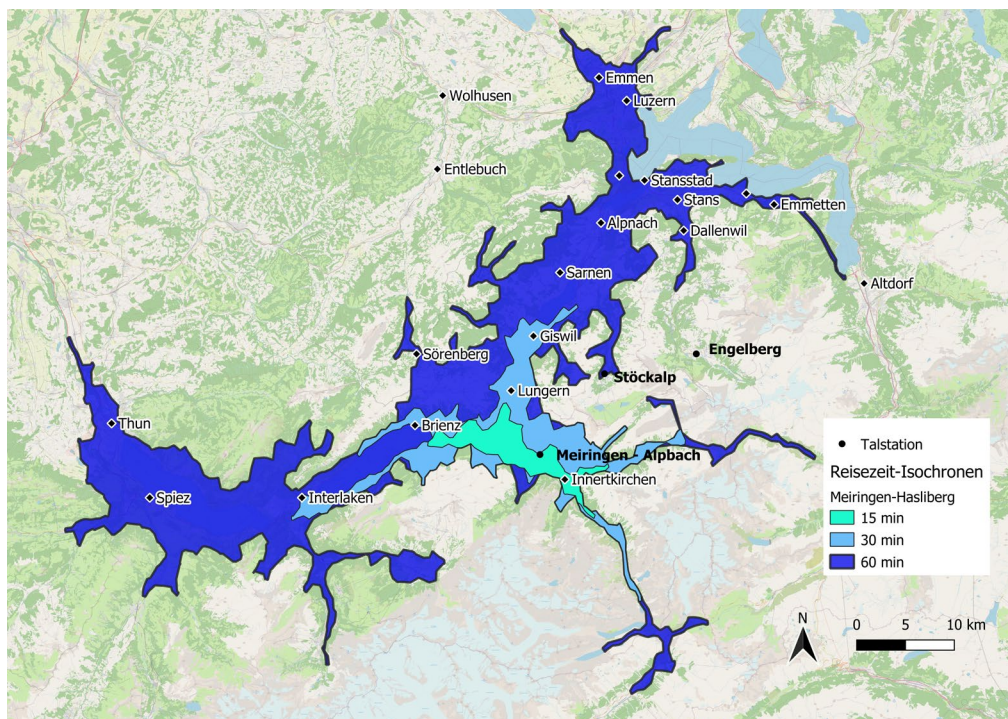 Emmen
Wolhusen
Luzern
Entlebuch
Stansstad
Stans
Emmetten
Alpnach
Dallenwil
Sarnen
Altdorf
Giswil
Sörenberg
Engelberg
Stöckalp
Lungern
Thun
Brienz
Meiringen - Alpbach
Innertkirchen
Spiez
Interlaken
Talstation
Reisezeit-Isochronen
Meiringen-Hasliberg
15 min
30 min
60 min
N
0 5 10 km